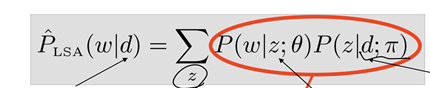 P̂_LSA(w|d) = ∑_z P(w|z; θ)P(z|d; π)